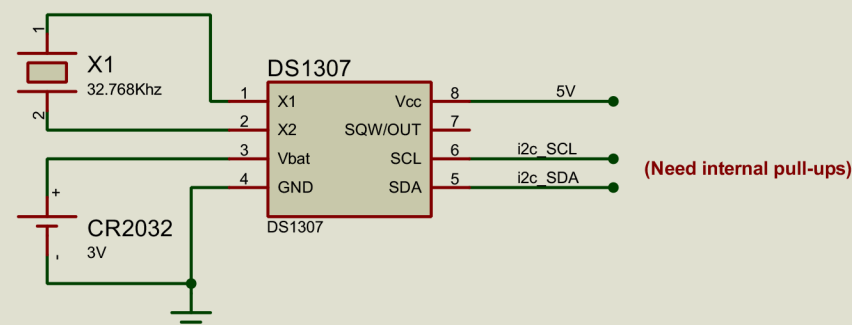 1
X1
32.768Khz
2
DS1307
1 X1 Vcc 8 5V
2 X2 SQW/OUT 7
3 Vbat SCL 6 i2c_SCL
4 GND SDA 5 i2c_SDA
(Need internal pull-ups)
DS1307
+
CR2032
3V
-